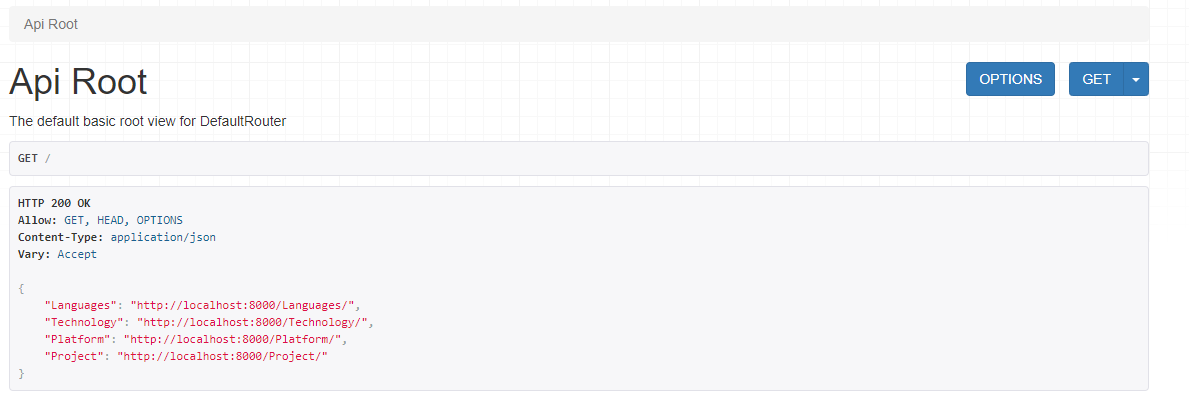 Api Root
Api Root
OPTIONS
GET
The default basic root view for DefaultRouter
GET /
HTTP 200 OK
Allow: GET, HEAD, OPTIONS
Content-Type: application/json
Vary: Accept
{
    "Languages": "http://localhost:8000/Languages/",
    "Technology": "http://localhost:8000/Technology/",
    "Platform": "http://localhost:8000/Platform/",
    "Project": "http://localhost:8000/Project/"
}